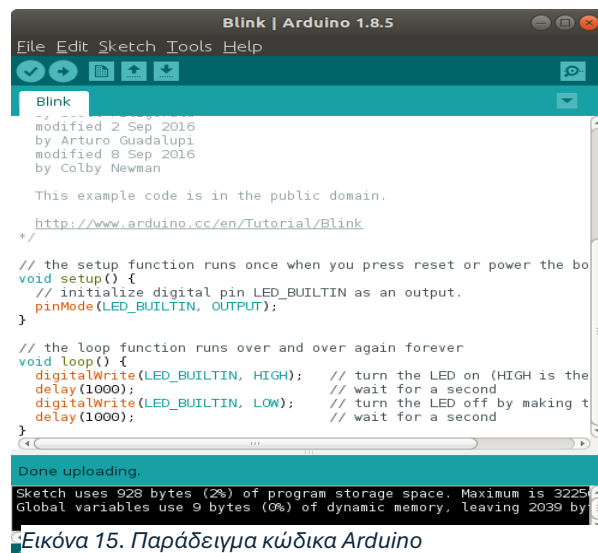 Blink | Arduino 1.8.5
File Edit Sketch Tools Help
Blink
modified 2 Sep 2016
by Arturo Guadalupi
modified 8 Sep 2016
by Colby Newman
This example code is in the public domain.
http://www.arduino.cc/en/Tutorial/Blink
*/
// the setup function runs once when you press reset or power the bo
void setup() {
// initialize digital pin LED_BUILTIN as an output.
pinMode(LED_BUILTIN, OUTPUT);
}
// the loop function runs over and over again forever
void loop() {
digitalWrite(LED_BUILTIN, HIGH); // turn the LED on (HIGH is the
delay(1000); // wait for a second
digitalWrite(LED_BUILTIN, LOW); // turn the LED off by making t
delay(1000); // wait for a second
}
Done uploading.
Sketch uses 928 bytes (2%) of program storage space. Maximum is 3225
Global variables use 9 bytes (0%) of dynamic memory, leaving 2039 by
Εικόνα 15. Παράδειγμα κώδικα Arduino